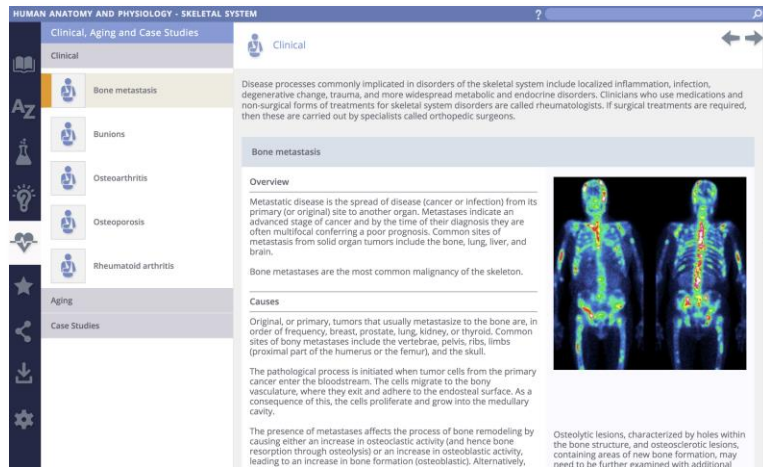 HUMAN ANATOMY AND PHYSIOLOGY - SKELETAL SYSTEM
?
Clinical, Aging and Case Studies
Clinical
Bone metastasis
Bunions
Osteoarthritis
Osteoporosis
Rheumatoid arthritis
Aging
Case Studies
AZ
Clinical
Disease processes commonly implicated in disorders of the skeletal system include localized inflammation, infection,
degenerative change, trauma, and more widespread metabolic and endocrine disorders. Clinicians who use medications and
non-surgical forms of treatments for skeletal system disorders are called rheumatologists. If surgical treatments are required,
then these are carried out by specialists called orthopedic surgeons.
Bone metastasis
Overview
Metastatic disease is the spread of disease (cancer or infection) from its
primary (or original) site to another organ. Metastases indicate an
advanced stage of cancer and by the time of their diagnosis they are
often multifocal conferring a poor prognosis. Common sites of
metastasis from solid organ tumors include the bone, lung, liver, and
brain.
Bone metastases are the most common malignancy of the skeleton.
Causes
Original, or primary, tumors that usually metastasize to the bone are, in
order of frequency, breast, prostate, lung, kidney, or thyroid. Common
sites of bony metastases include the vertebrae, pelvis, ribs, limbs
(proximal part of the humerus or the femur), and the skull.
The pathological process is initiated when tumor cells from the primary
cancer enter the bloodstream. The cells migrate to the bony
vasculature, where they exit and adhere to the endosteal surface. As a
consequence of this, the cells proliferate and grow into the medullary
cavity.
The presence of metastases affects the process of bone remodeling by
causing either an increase in osteoclastic activity (and hence bone
resorption through osteolysis) or an increase in osteoblastic activity,
leading to an increase in bone formation (osteoblastic). Alternatively,
Osteolytic lesions, characterized by holes within
the bone structure, and osteosclerotic lesions,
containing areas of new bone formation, may
need to be further examined with additional